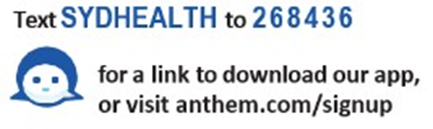 Text SYDHEALTH to 268436
for a link to download our app,
or visit anthem.com/signup